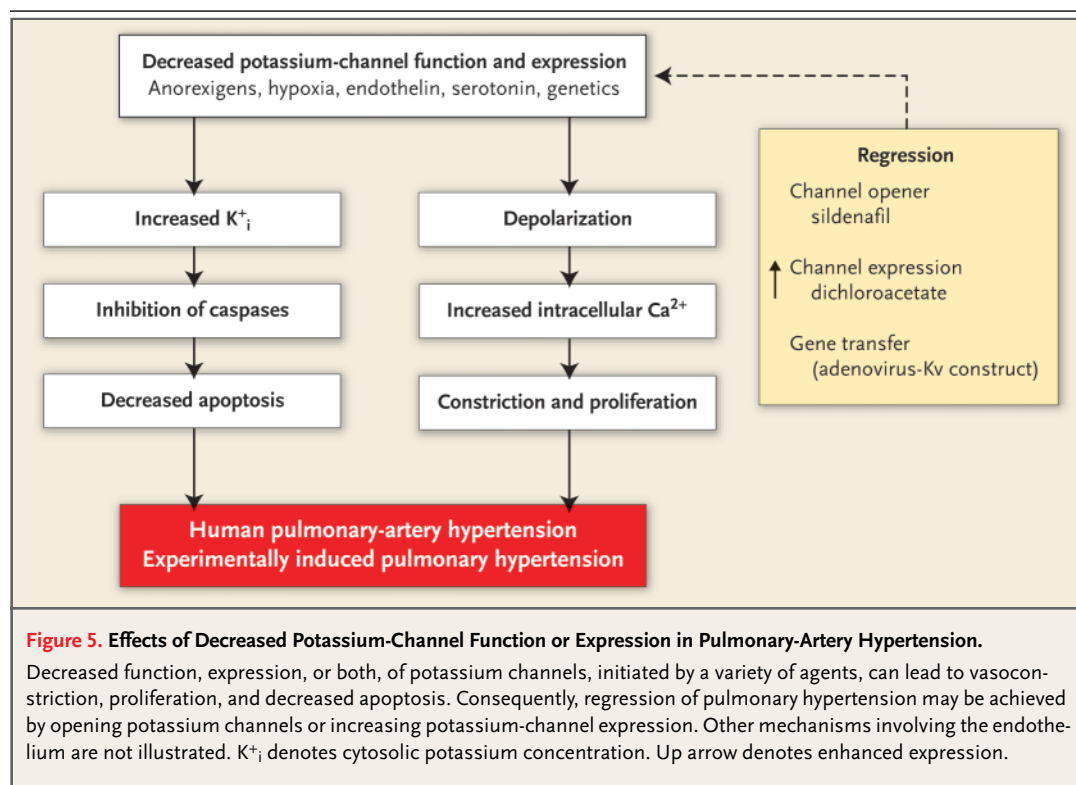 Decreased potassium-channel function and expression
Anorexigens, hypoxia, endothelin, serotonin, genetics
Increased K⁺ᵢ
Inhibition of caspases
Decreased apoptosis
Depolarization
Increased intracellular Ca²⁺
Constriction and proliferation
Regression
Channel opener
sildenafil
↑ Channel expression
dichloroacetate
Gene transfer
(adenovirus-Kv construct)
Human pulmonary-artery hypertension
Experimentally induced pulmonary hypertension
Figure 5. Effects of Decreased Potassium-Channel Function or Expression in Pulmonary-Artery Hypertension.
Decreased function, expression, or both, of potassium channels, initiated by a variety of agents, can lead to vasocon-
striction, proliferation, and decreased apoptosis. Consequently, regression of pulmonary hypertension may be achieved
by opening potassium channels or increasing potassium-channel expression. Other mechanisms involving the endothe-
lium are not illustrated. K⁺ᵢ denotes cytosolic potassium concentration. Up arrow denotes enhanced expression.